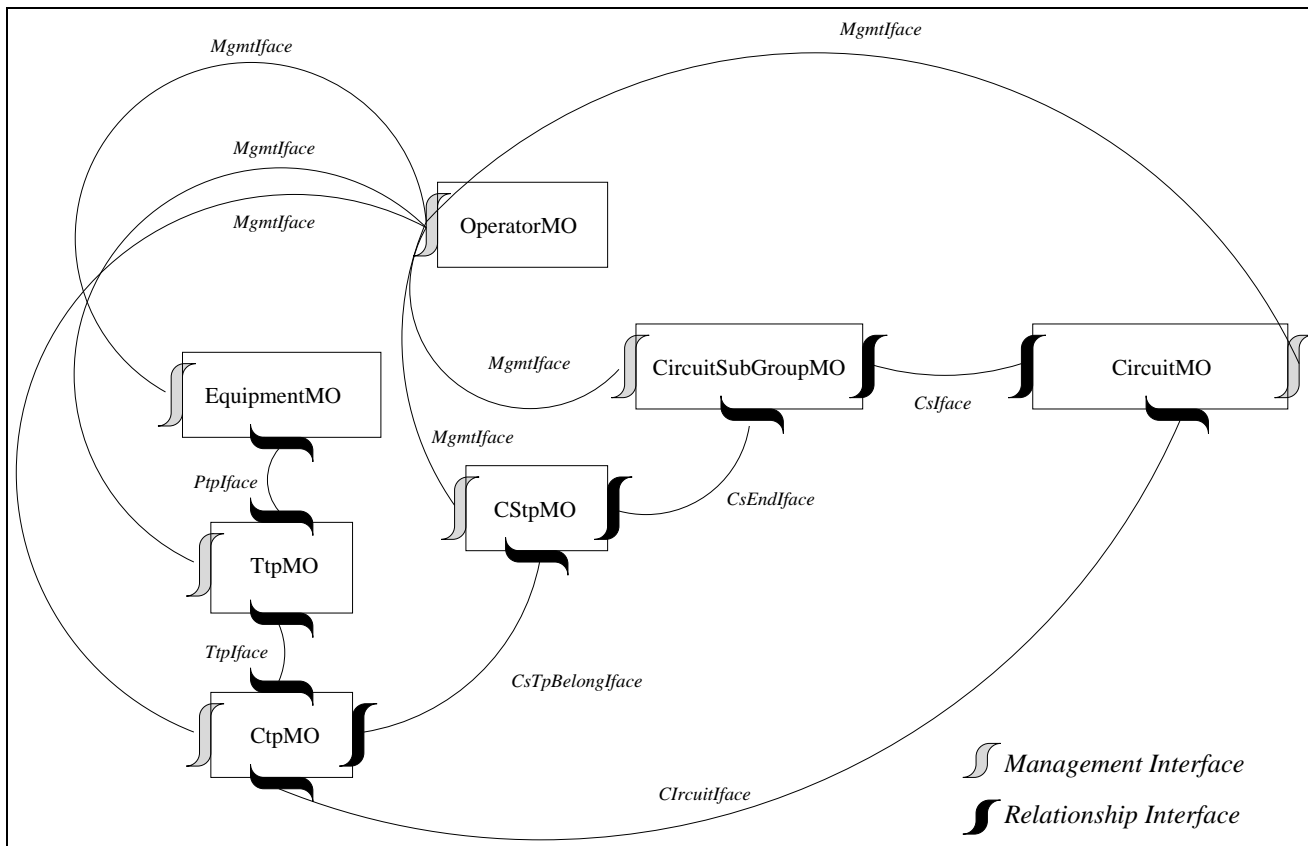 MgmtIface
MgmtIface
MgmtIface
MgmtIface
OperatorMO
MgmtIface
CircuitSubGroupMO
CsIface
CircuitMO
EquipmentMO
MgmtIface
PtpIface
CStpMO
CsEndIface
TtpMO
TtpIface
CsTpBelongIface
CtpMO
CIrcuitIface
Management Interface
Relationship Interface